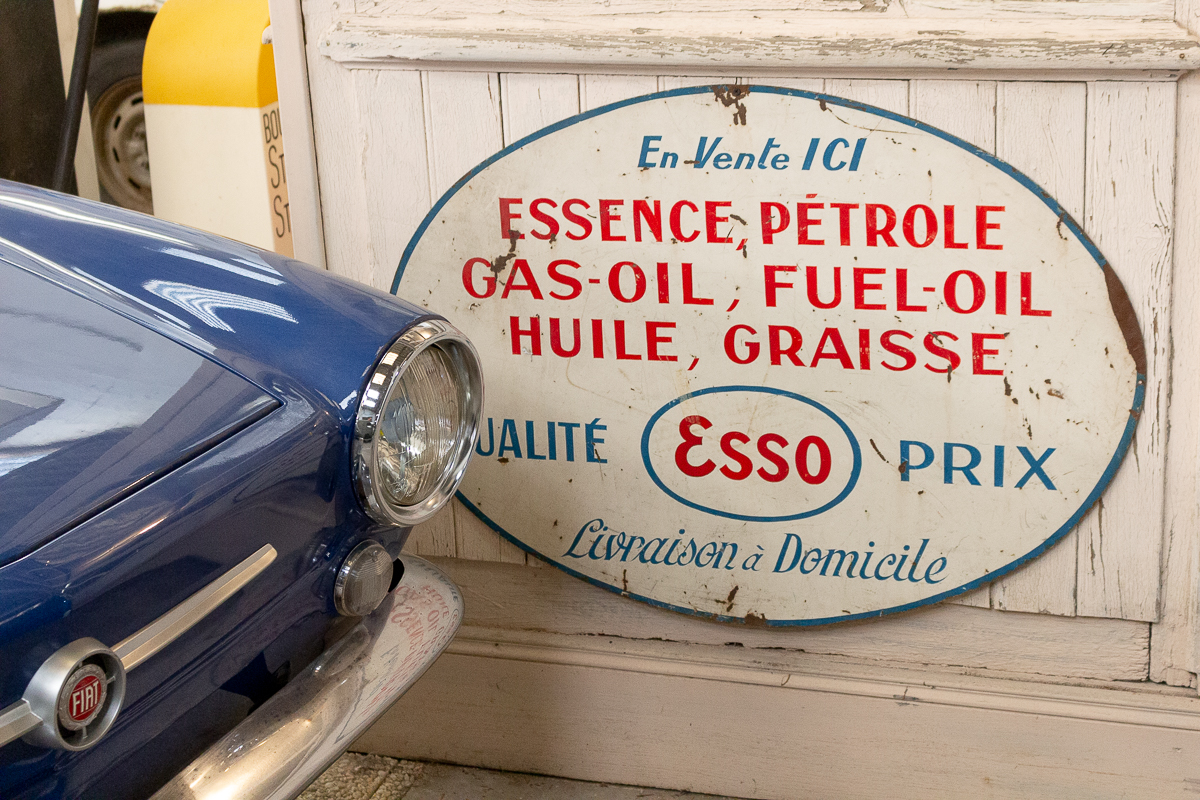 En Vente ICI
ESSENCE, PÉTROLE
GAS-OIL, FUEL-OIL
HUILE, GRAISSE
UALITÉ Esso PRIX
Livraison à Domicile
FIAT